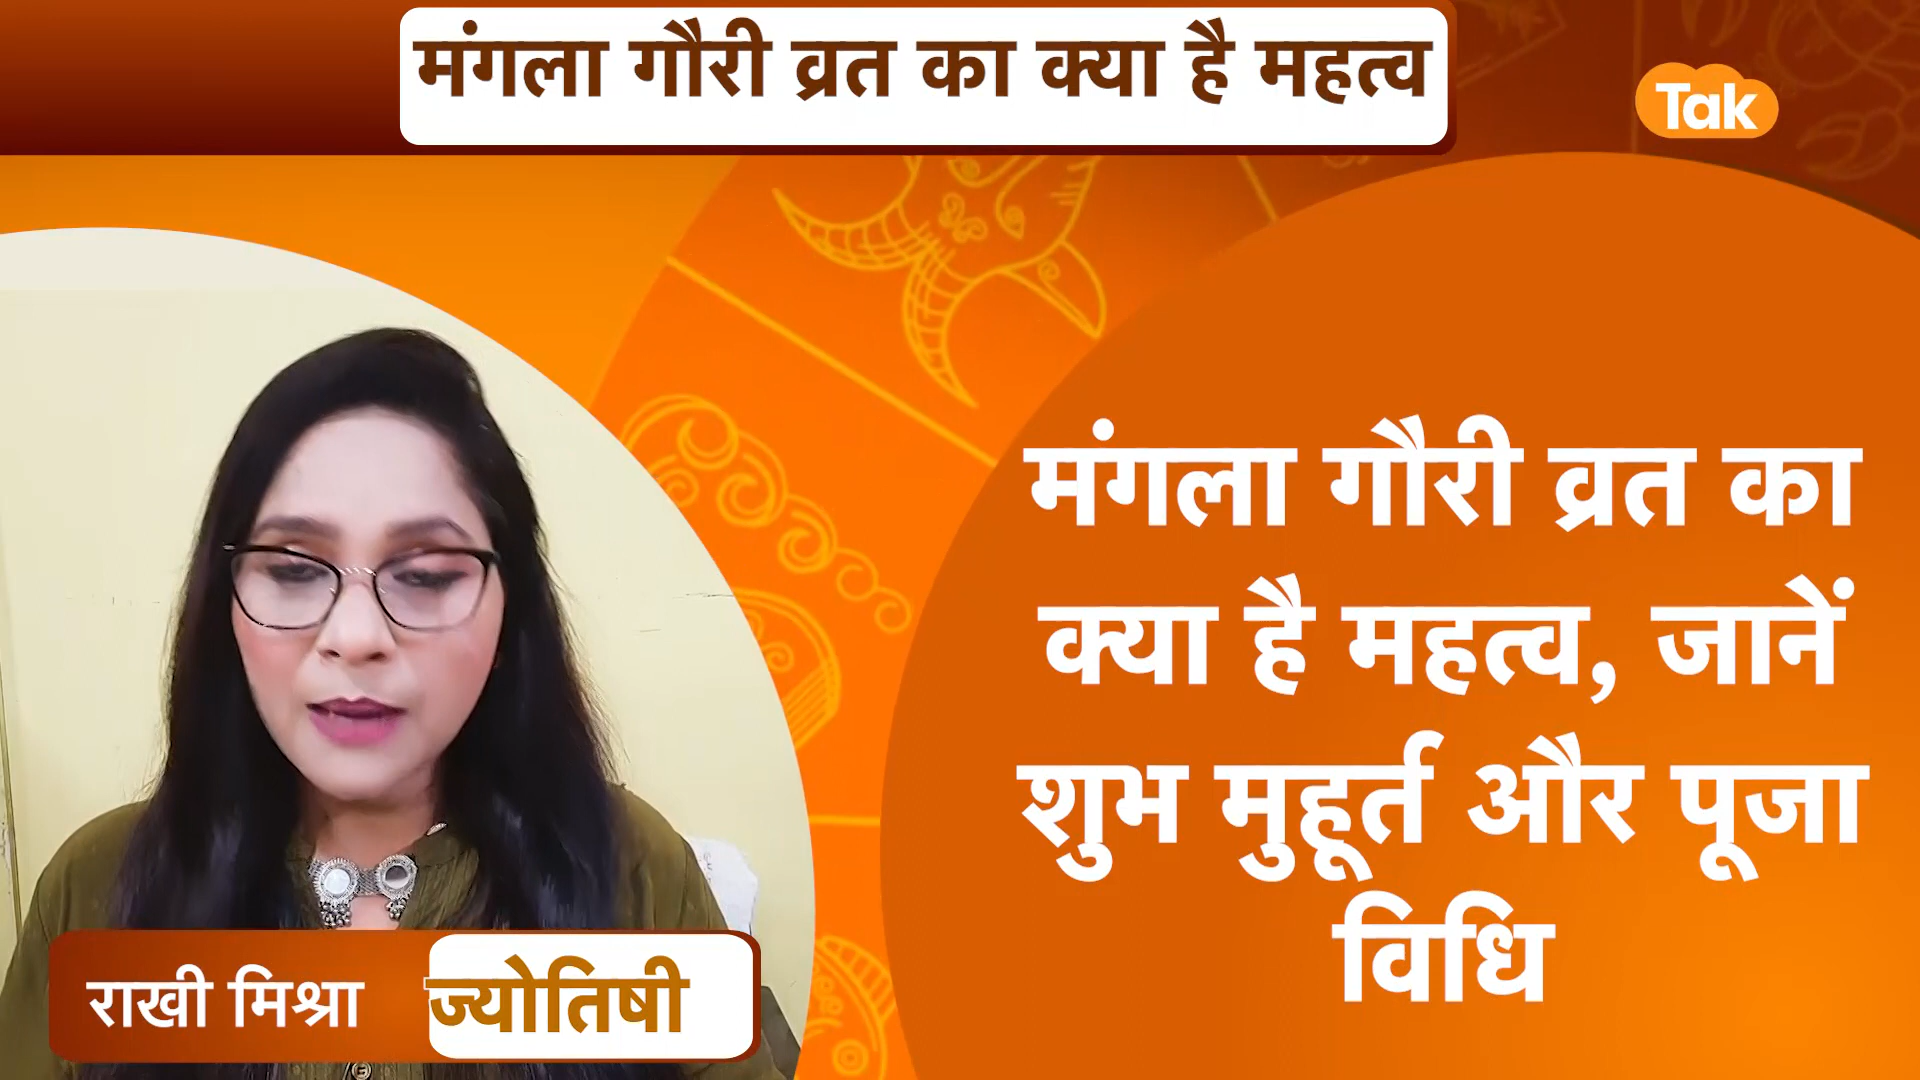 मंगला गौरी व्रत का क्या है महत्व
Tak
मंगला गौरी व्रत का
क्या है महत्व, जानें
शुभ मुहूर्त और पूजा
विधि
राखी मिश्रा
ज्योतिषी